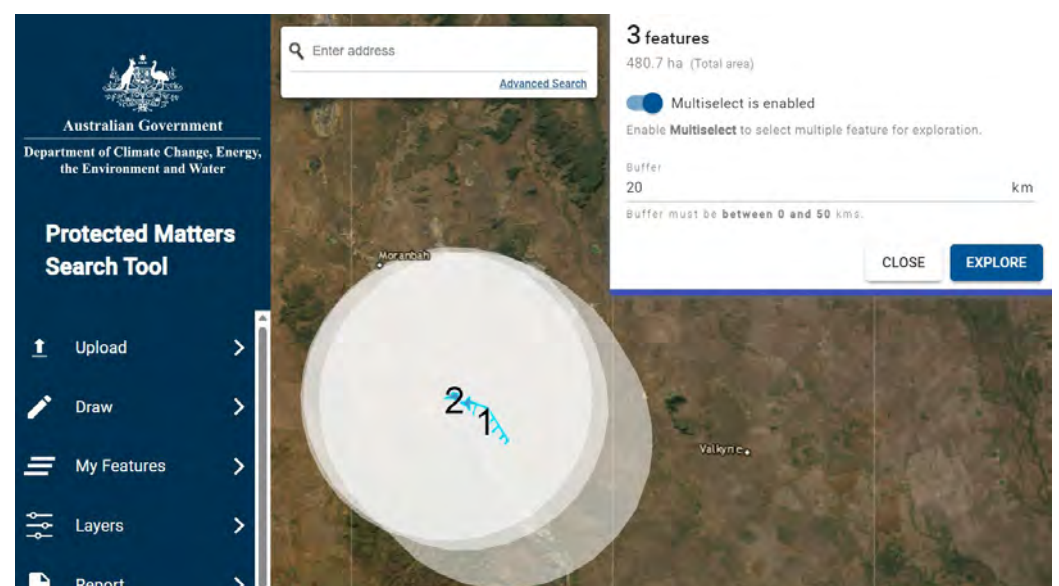 Australian Government
Department of Climate Change, Energy,
the Environment and Water
Protected Matters
Search Tool
Upload
Draw
My Features
Layers
Report
Enter address
Advanced Search
Moranbah
2
1
Valkyrie
3 features
480.7 ha (Total area)
Multiselect is enabled
Enable Multiselect to select multiple feature for exploration.
Buffer
20 km
Buffer must be between 0 and 50 kms.
CLOSE EXPLORE